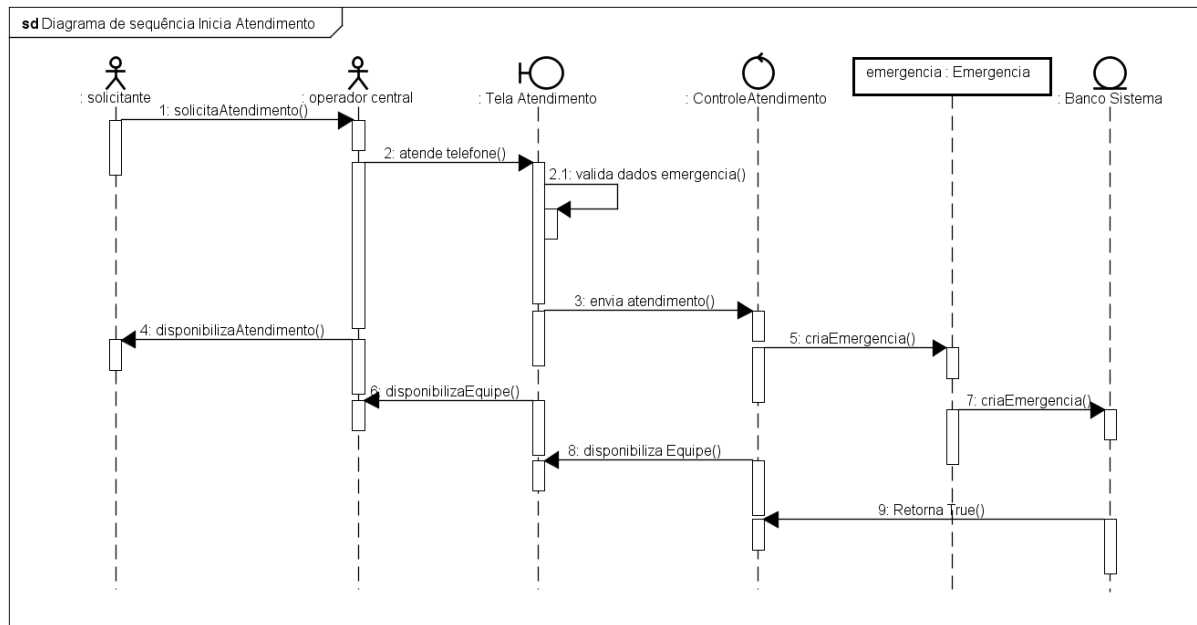 sd Diagrama de sequência Inicia Atendimento
: solicitante
: operador central
: Tela Atendimento
: ControleAtendimento
emergencia : Emergencia
: Banco Sistema
1: solicitaAtendimento()
2: atende telefone()
2.1: valida dados emergencia()
3: envia atendimento()
4: disponibilizaAtendimento()
5: criaEmergencia()
6: disponibilizaEquipe()
7: criaEmergencia()
8: disponibiliza Equipe()
9: Retorna True()